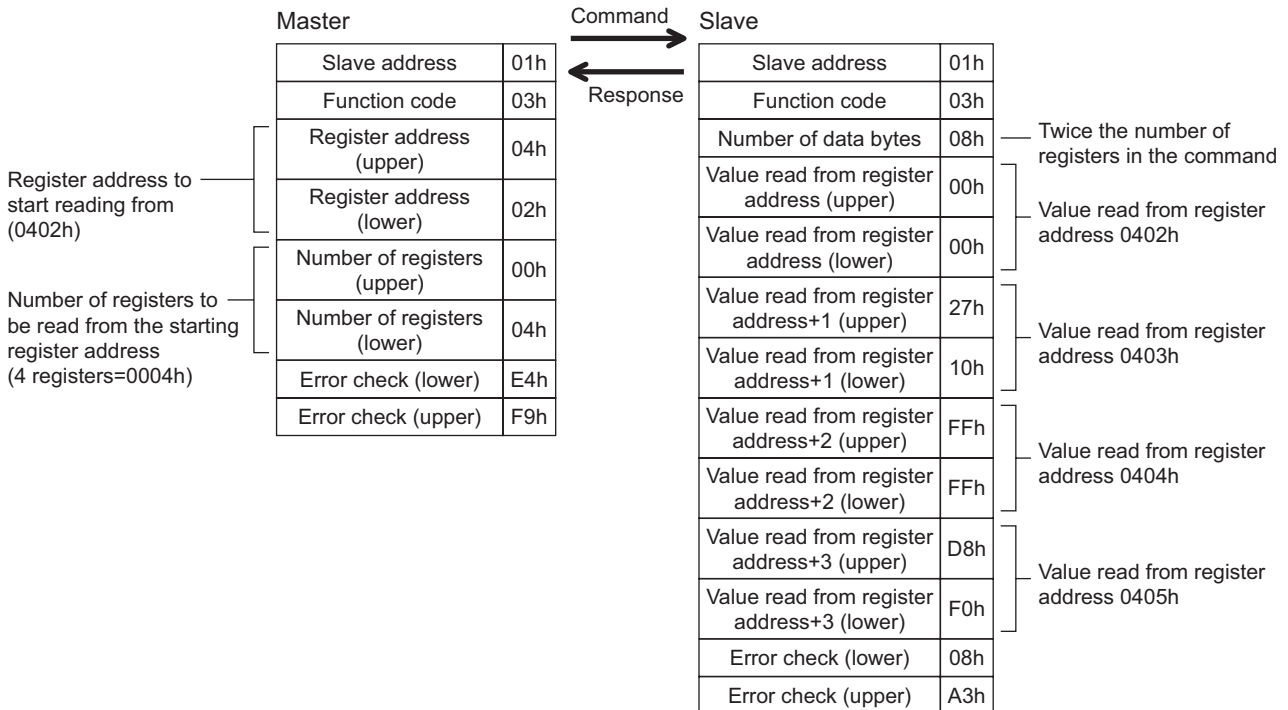 Master
Command
Slave
Response
Slave address 01h
Function code 03h
Register address
(upper) 04h
Register address
(lower) 02h
Number of registers
(upper) 00h
Number of registers
(lower) 04h
Error check (lower) E4h
Error check (upper) F9h
Register address to
start reading from
(0402h)
Number of registers to
be read from the starting
register address
(4 registers=0004h)
Slave address 01h
Function code 03h
Number of data bytes 08h
Value read from register
address (upper) 00h
Value read from register
address (lower) 00h
Value read from register
address+1 (upper) 27h
Value read from register
address+1 (lower) 10h
Value read from register
address+2 (upper) FFh
Value read from register
address+2 (lower) FFh
Value read from register
address+3 (upper) D8h
Value read from register
address+3 (lower) F0h
Error check (lower) 08h
Error check (upper) A3h
Twice the number of
registers in the command
Value read from register
address 0402h
Value read from register
address 0403h
Value read from register
address 0404h
Value read from register
address 0405h